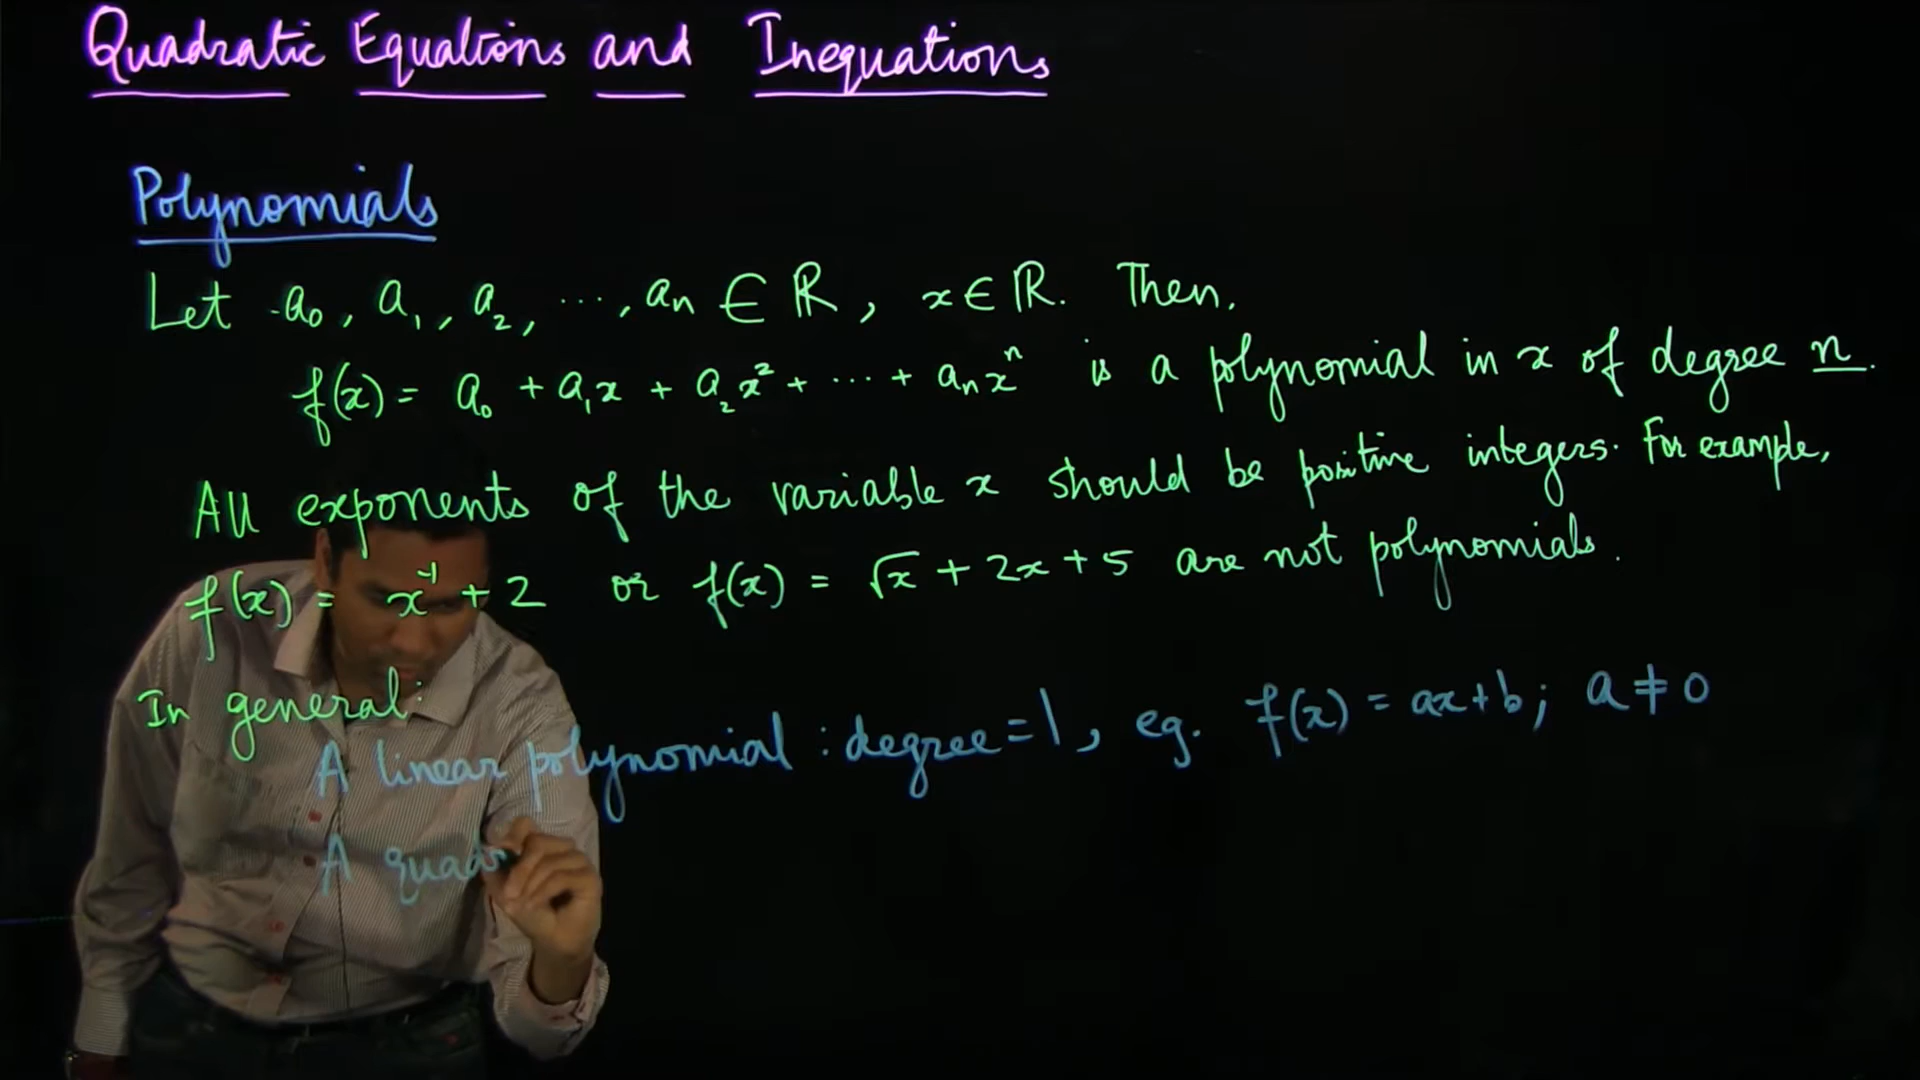 Quadratic Equations and Inequations
Polynomials
Let a₀, a₁, a₂, ..., aₙ ∈ ℝ, x ∈ ℝ. Then,
f(x) = a₀ + a₁x + a₂x² + ... + aₙxⁿ is a polynomial in x of degree n.
All exponents of the variable x should be positive integers. For example,
f(x) = x⁻¹ + 2 or f(x) = √x + 2x + 5 are not polynomials.
In general:
A linear polynomial : degree = 1, eg. f(x) = ax + b; a ≠ 0
A quadr